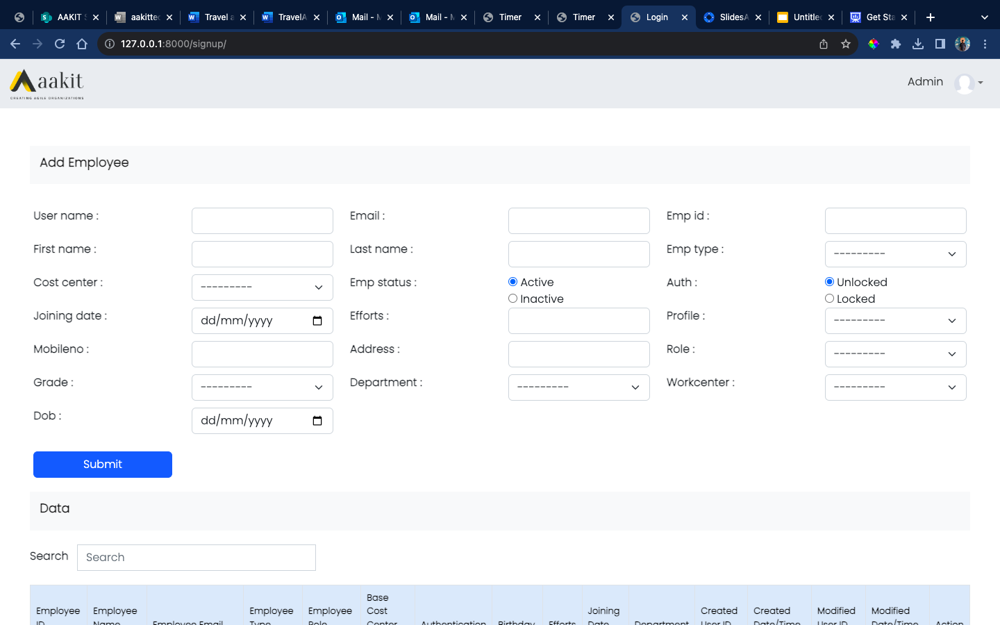 AAKIT S
aakittec
Travel a
TravelA
Mail - M
Mail - M
Timer
Timer
Login
SlidesA
Untitled
Get Sta
127.0.0.1:8000/signup/
aakit
CREATING AGILE ORGANIZATIONS
Admin
Add Employee
User name :
Email :
Emp id :
First name :
Last name :
Emp type :
---------
Cost center :
---------
Emp status :
Active
Inactive
Auth :
Unlocked
Locked
Joining date :
dd/mm/yyyy
Efforts :
Profile :
---------
Mobileno :
Address :
Role :
---------
Grade :
---------
Department :
---------
Workcenter :
---------
Dob :
dd/mm/yyyy
Submit
Data
Search
Search
Employee
ID
Employee
Name
Employee Email
Employee
Type
Employee
Role
Base
Cost
Center
Authentication
Birthday
Efforts
Joining
Date
Department
Created
User ID
Created
Date/Time
Modified
User ID
Modified
Date/Time
Action